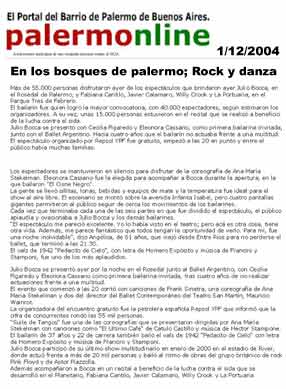 El Portal del Barrio de Palermo de Buenos Aires.
palermonline
1/12/2004
En los bosques de palermo; Rock y danza
Más de 55.000 personas disfrutaron ayer de los espectáculos que brindaron ayer Julio Bocca, en
el Rosedal de Palermo; y Fabiana Cantilo, Javier Calamaro, Willy Crook y La Portuaria, en el
Parque Tres de Febrero.
El bailarín fue quien logró la mayor convocatoria, con 40.000 espectadores, según estimaron los
organizadores. A su vez, unas 15.000 personas estuvieron en el recital que se realizó a beneficio
de la lucha contra el sida.
Julio Bocca se presentó con Cecilia Figaredo y Eleonora Cassano, como primera bailarina invitada,
junto con el Ballet Argentino. Hacía cuatro años que el bailarín no actuaba frente a una multitud.
El espectáculo organizado por Repsol YPF fue gratuito, empezó a las 20 en punto y entre el
público había muchas familias.
Los espectadores se mantuvieron en silencio para disfrutar de la coreografía de Ana María
Stekelman. Eleonora Cassano fue la elegida para acompañar a Bocca durante la apertura, en la
que bailaron "El Cisne Negro".
La gente se llevó sillitas, lonas, bebidas y equipos de mate y la temperatura fue ideal para el
show al aire libre. El escenario se montó sobre la avenida Infanta Isabel, pero cuatro pantallas
gigantes permitieron al público seguir de cerca los movimientos de los bailarines.
Cada vez que terminaba cada una de las seis partes en que fue dividido el espectáculo, el público
aplaudía y ovacionaba a Julio Bocca y los demás bailarines.
"El espectáculo me pareció excelente. Yo lo había visto en el teatro; pero acá es otra cosa, tiene
otra vida. Además, me parece fantástico que todos tengan la oportunidad de verlo. Para mí, fue
una noche inolvidable", dijo Angélica, de 61 años, que viajó desde Entre Ríos para no perderse el
ballet, que terminó a las 21.30.
El vals de 1942 "Pedacito de Cielo", con letra de Homero Expósito y música de Francini y
Stamponi, fue uno de los más aplaudidos.
Julio Bocca se presentó ayer por la noche en el Rosedal junto al Ballet Argentino, con Cecilia
Figaredo y Eleonora Cassano como primera bailarina invitada, tras cuatro años de no realizar
actuaciones frente a una multitud.
El evento que comenzó a las 20 contó con canciones de Frank Sinatra, una coreografía de Ana
María Stekelman y dos del director del Ballet Contemporáneo del Teatro San Martín, Mauricio
Wainrot.
La organizadora del encuentro gratuito fue la petrolera española Repsol YPF que informó que la
cifra de concurrentes rondó las 55 mil personas.
"Suite de Tangos" fue una de las coreografías que se presentaron dirigidas por Ana María
Stekelman con canciones como "El Último Café" de Catulo Castillo y música de Héctor Stampone.
El bailarín de 37 años y 22 de carrera también bailó el vals de 1942 "Pedacito de Cielo" con letra
de Homero Expósito y música de Francini y Stamponi.
Julio Bocca participó de su último show multitudinario en enero de 2000 en el estadio de River,
donde actuó frente a más de 20 mil personas y bailó al ritmo de obras del grupo británico de rock
Pink Floyd y de Astor Piazzolla.
Además acompañó a Bocca en un recital a beneficio de la lucha contra el sida que se
desarrolló en el Planetario, Fabiana Cantilo, Javier Calamaro, Willy Crook y La Portuaria.